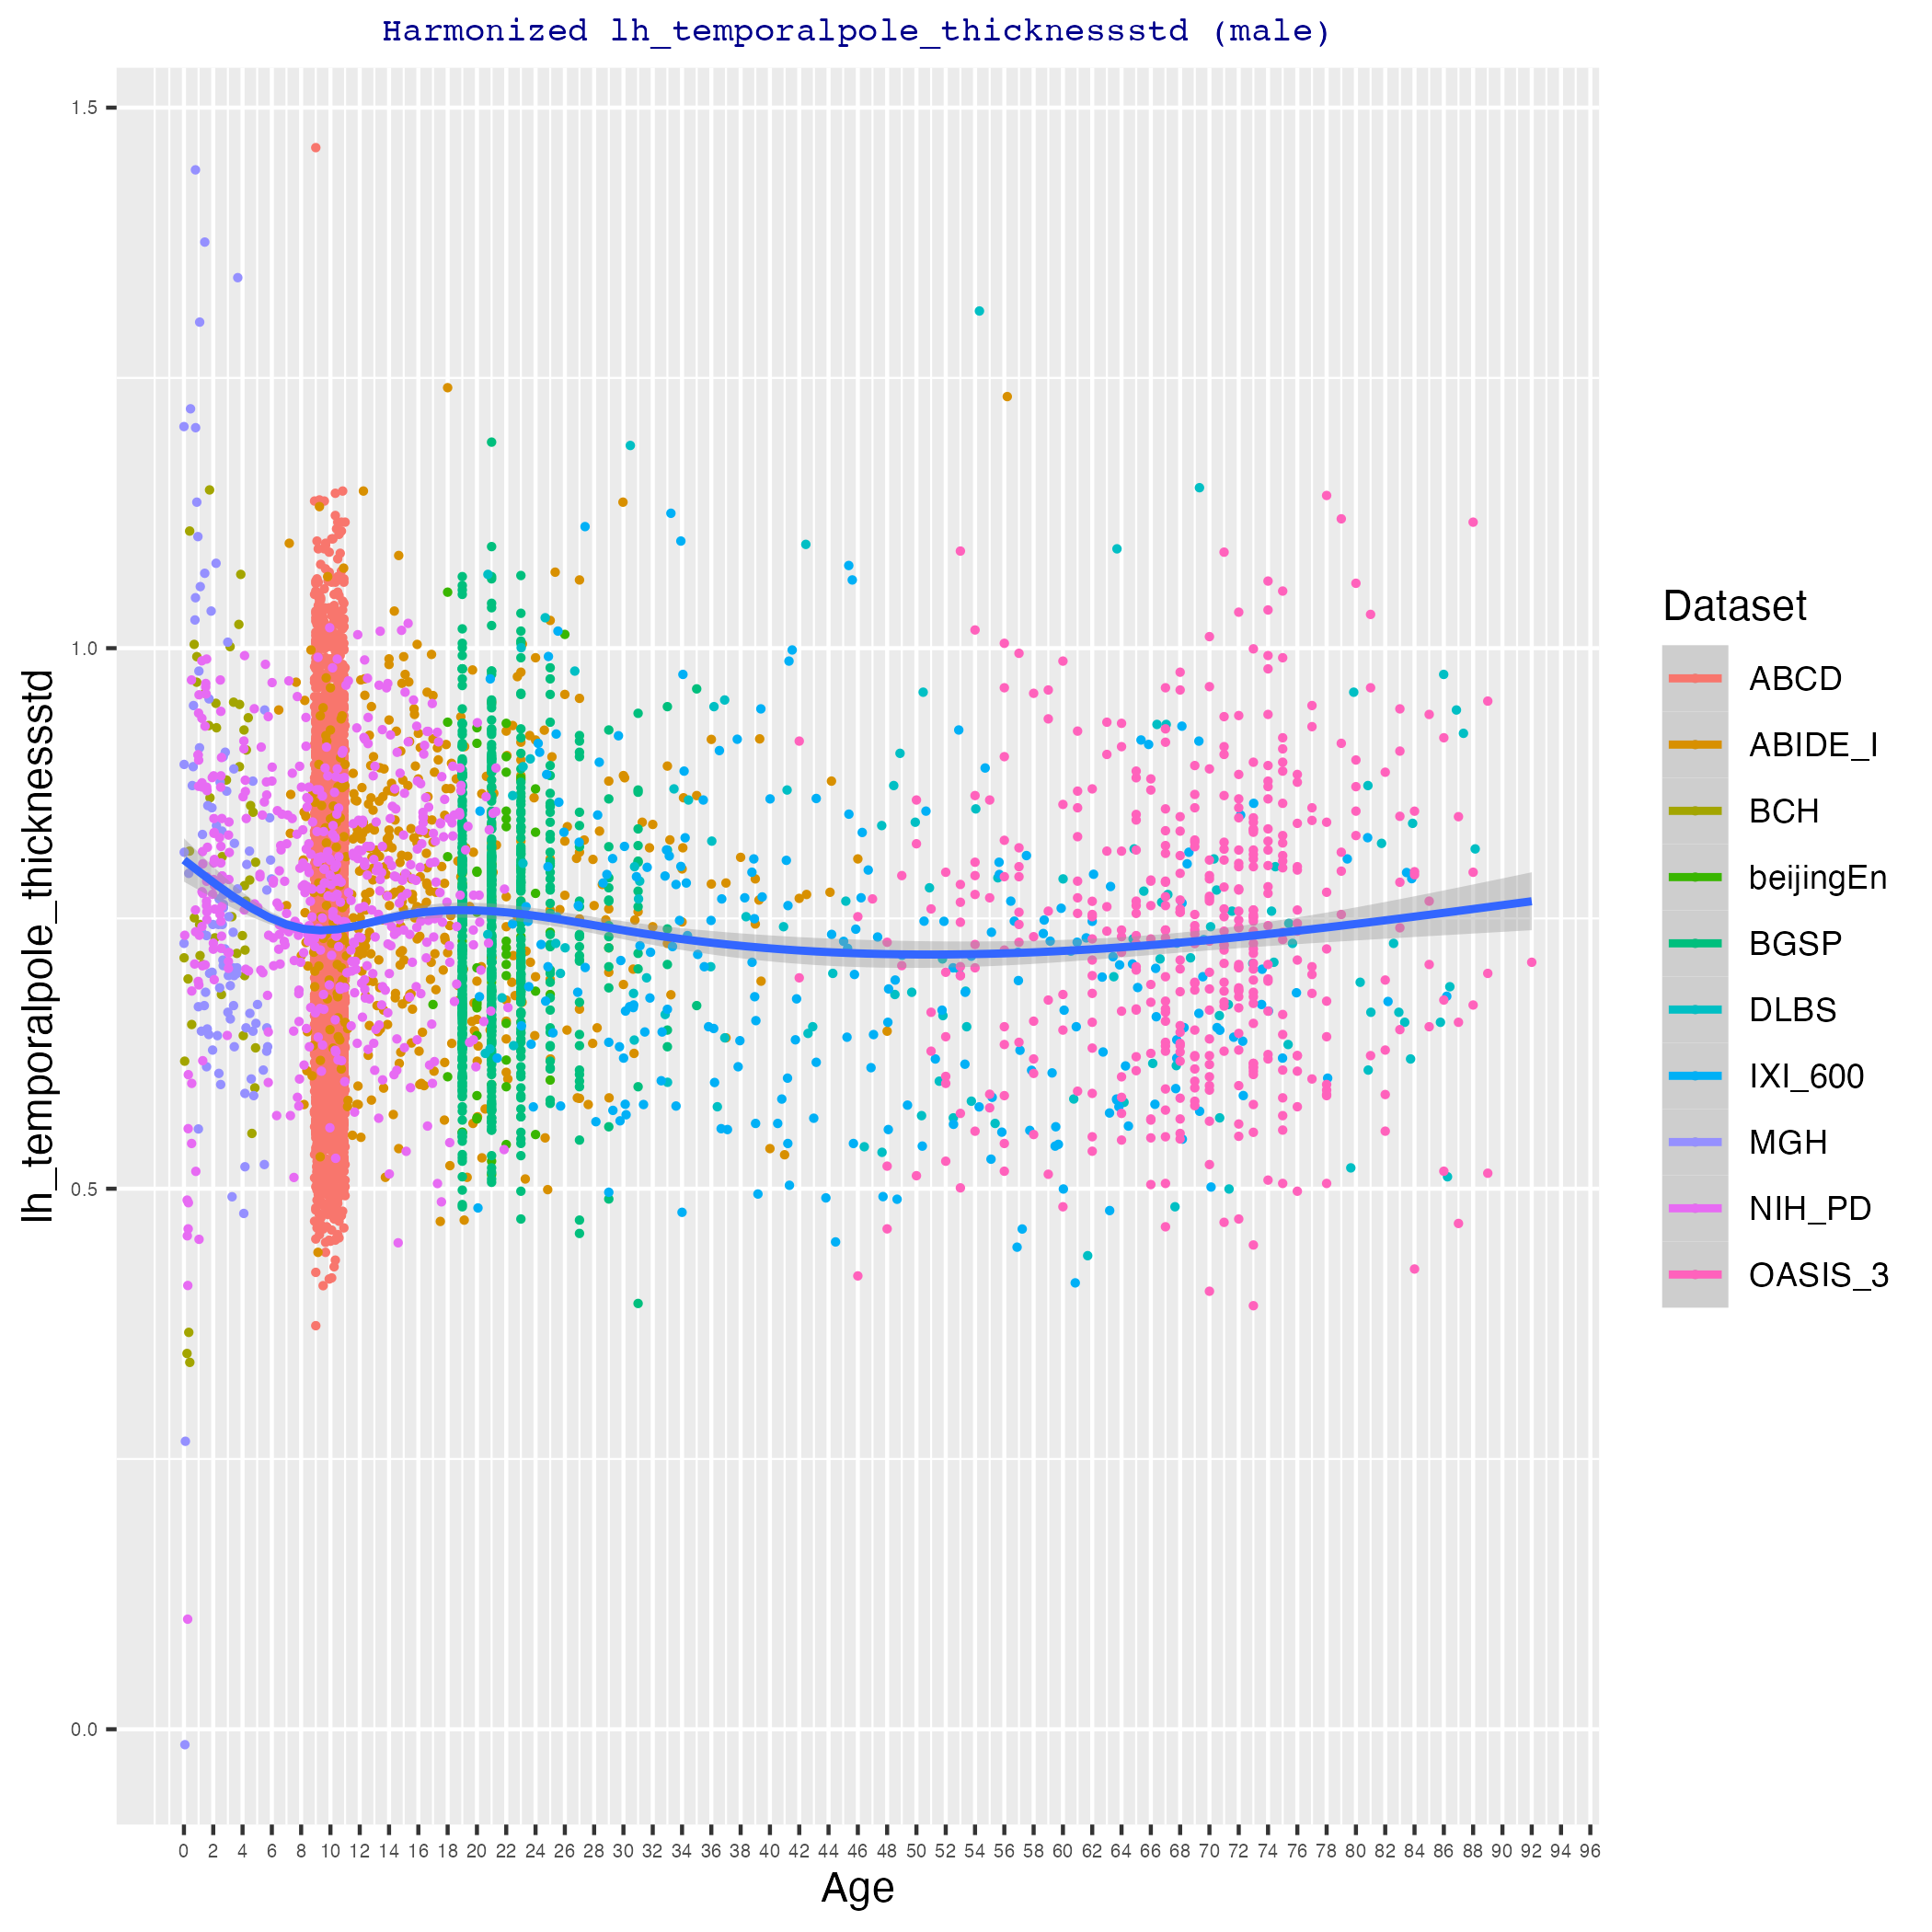 Harmonized lh_temporalpole_thicknessstd (male)
lh_temporalpole_thicknessstd
1.5
1.0
0.5
0.0
0 2 4 6 8 10 12 14 16 18 20 22 24 26 28 30 32 34 36 38 40 42 44 46 48 50 52 54 56 58 60 62 64 66 68 70 72 74 76 78 80 82 84 86 88 90 92 94 96
Age
Dataset
ABCD
ABIDE_I
BCH
beijingEn
BGSP
DLBS
IXI_600
MGH
NIH_PD
OASIS_3